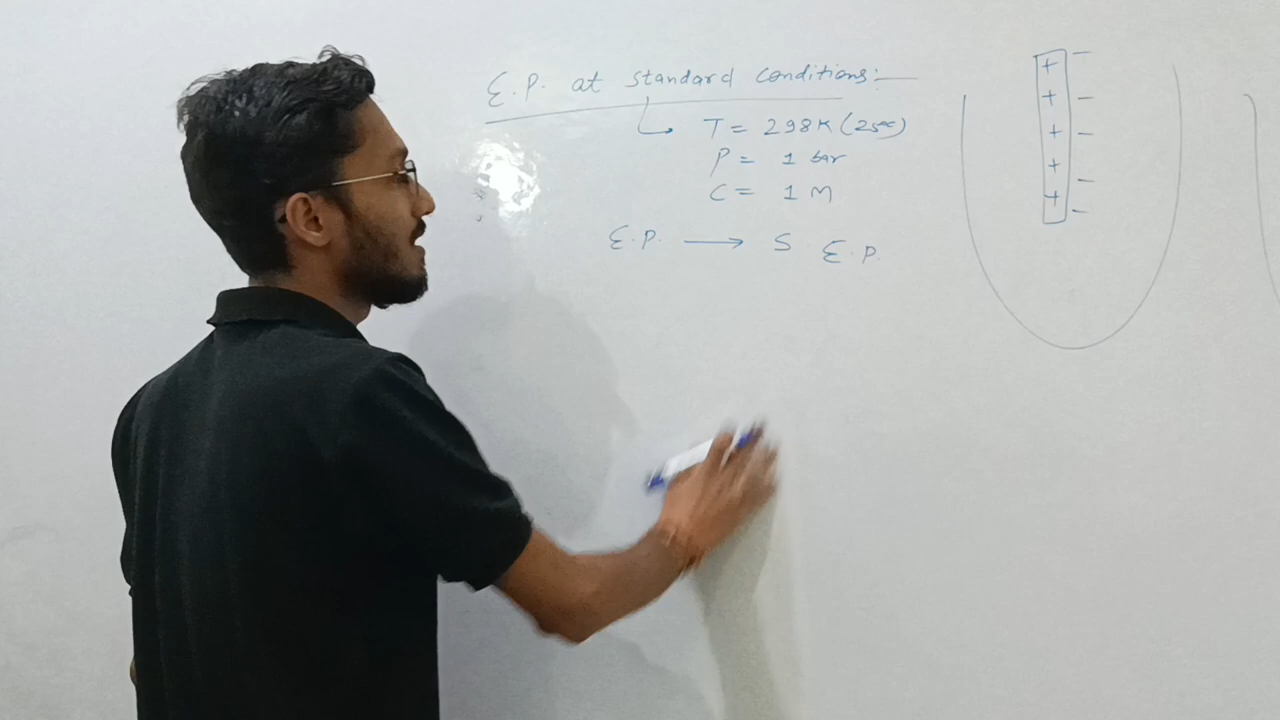 E.P. at standard conditions:—
T = 298K (25°C)
P = 1 bar
C = 1 M
E.P. → S E.P.
+ −
+ −
+ −
+ −
+ −